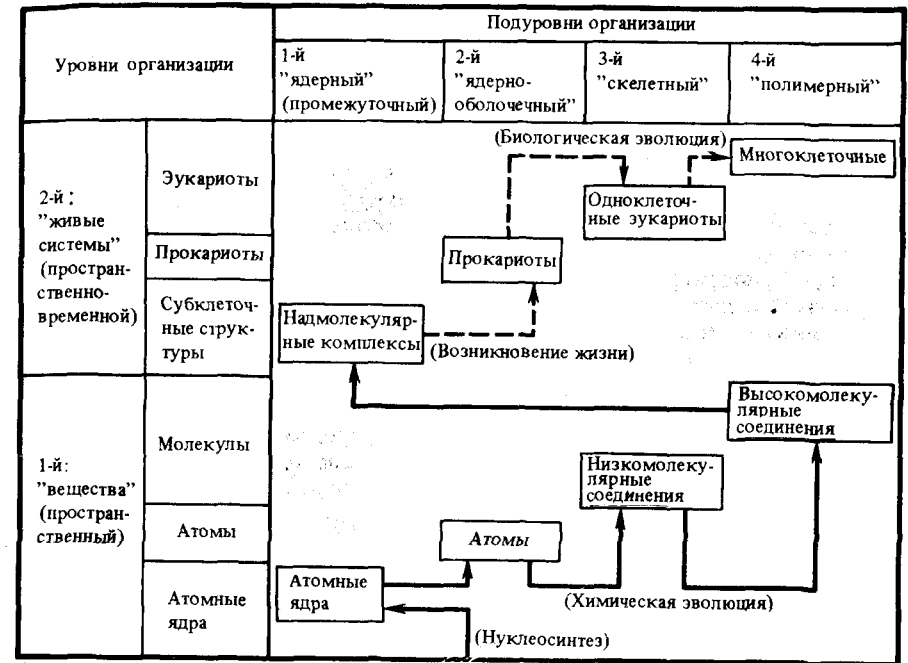 Подуровни организации
Уровни организации
1-й
"ядерный"
(промежуточный)
2-й
"ядерно-
оболочечный"
3-й
"скелетный"
4-й
"полимерный"
2-й:
"живые
системы"
(простран-
ственно-
временной)
Эукариоты
Прокариоты
Субклеточ-
ные струк-
туры
(Биологическая эволюция)
Многоклеточные
Одноклеточ-
ные эукариоты
Прокариоты
Надмолекуляр-
ные комплексы
(Возникновение жизни)
1-й:
"вещества"
(простран-
ственный)
Молекулы
Атомы
Атомные
ядра
Высокомолеку-
лярные
соединения
Низкомолеку-
лярные
соединения
Атомы
Атомные
ядра
(Химическая эволюция)
(Нуклеосинтез)